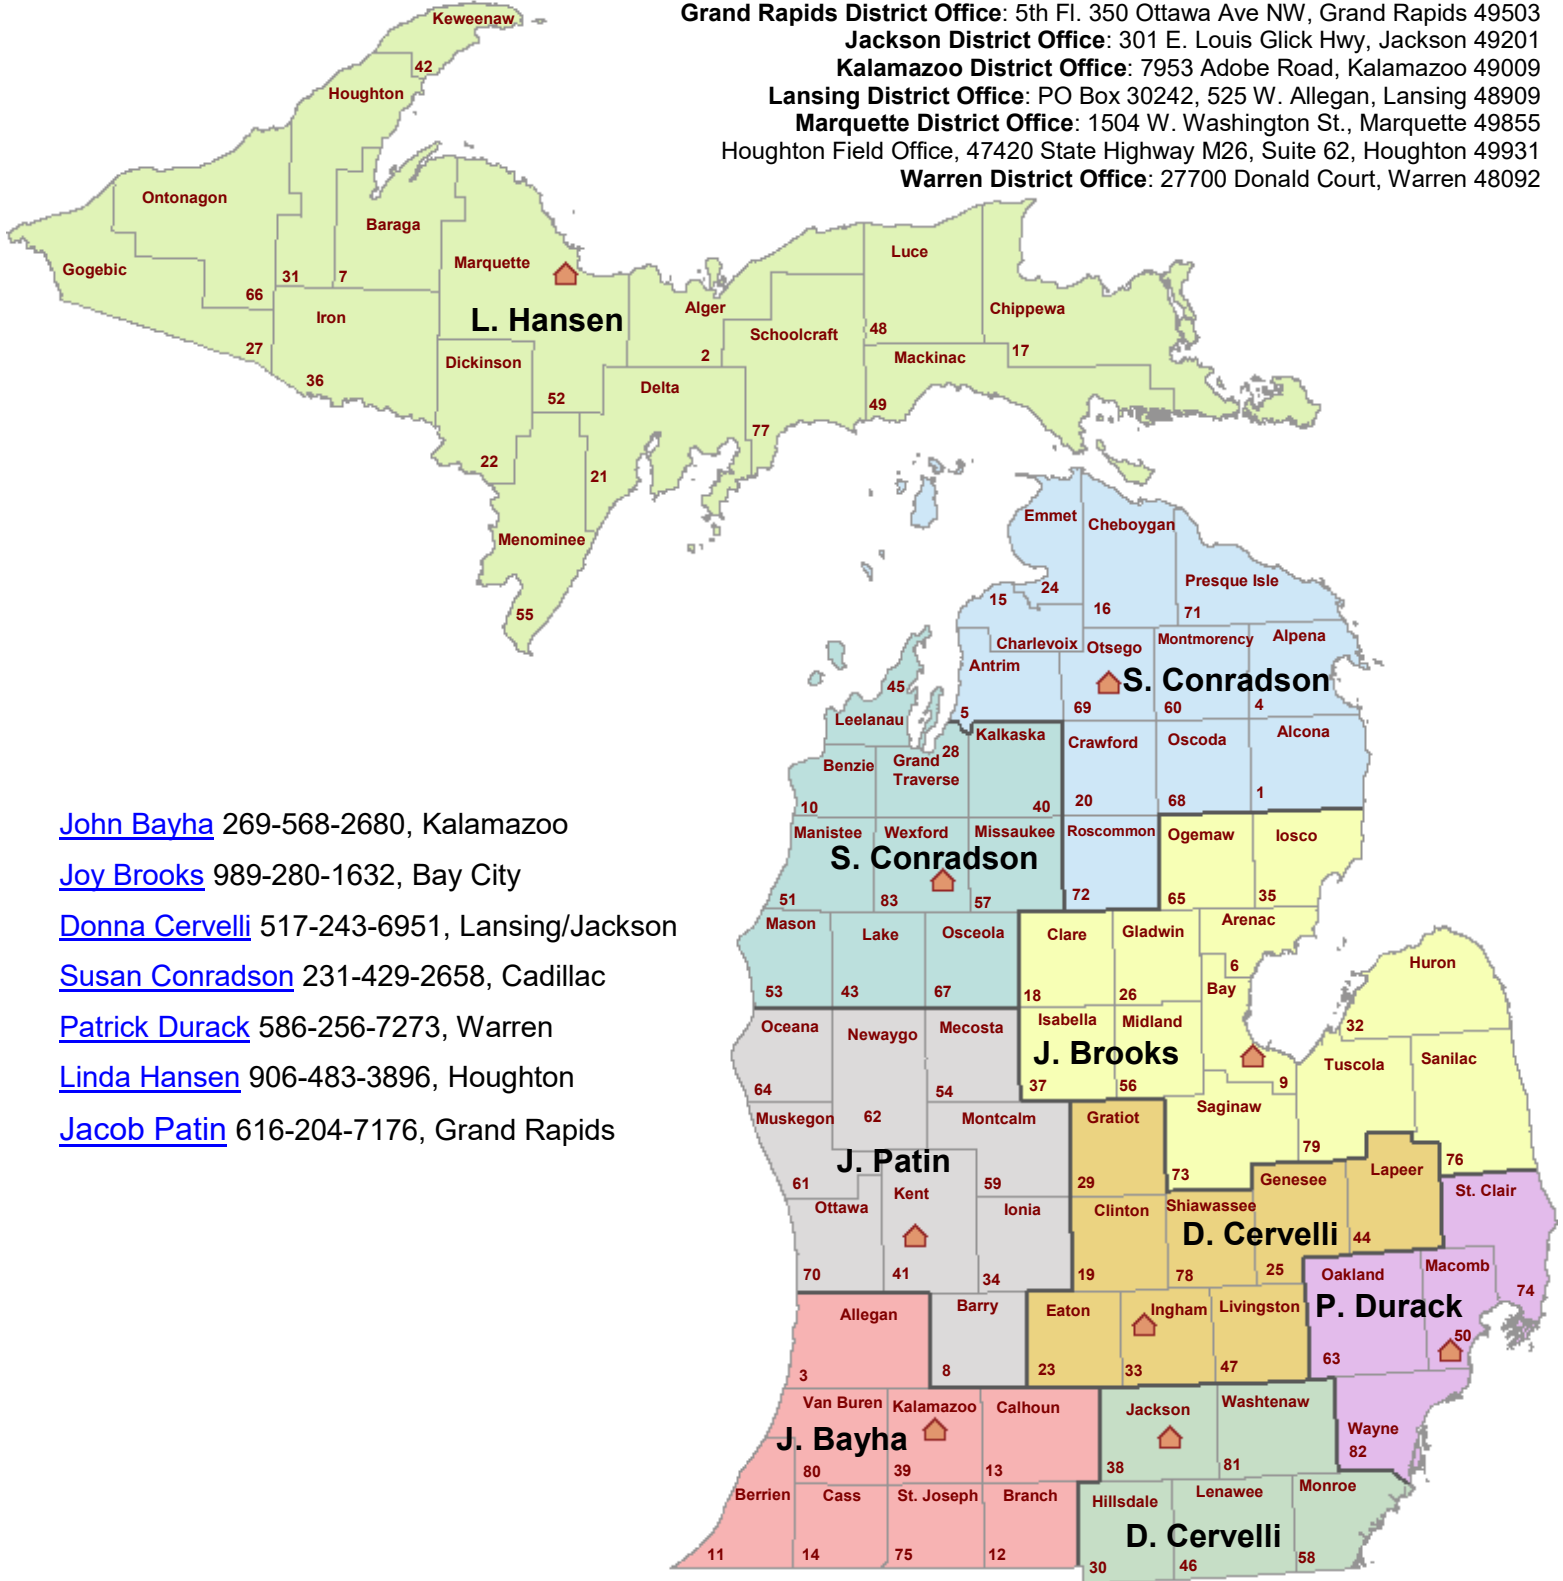 Grand Rapids District Office: 5th Fl. 350 Ottawa Ave NW, Grand Rapids 49503
Jackson District Office: 301 E. Louis Glick Hwy, Jackson 49201
Kalamazoo District Office: 7953 Adobe Road, Kalamazoo 49009
Lansing District Office: PO Box 30242, 525 W. Allegan, Lansing 48909
Marquette District Office: 1504 W. Washington St., Marquette 49855
Houghton Field Office, 47420 State Highway M26, Suite 62, Houghton 49931
Warren District Office: 27700 Donald Court, Warren 48092
Keweenaw
42
Houghton
31
Ontonagon
66
Gogebic
27
Baraga
7
Marquette
52
L. Hansen
Iron
36
Dickinson
22
Menominee
55
Delta
21
Alger
2
Schoolcraft
77
Luce
48
Chippewa
17
Mackinac
49
Emmet
24
Cheboygan
16
Presque Isle
71
15
Charlevoix
Antrim
5
Otsego
69
Montmorency
60
Alpena
4
S. Conradson
Crawford
20
Oscoda
68
Alcona
1
Roscommon
72
45
Leelanau
Benzie
10
Grand
Traverse
28
Kalkaska
40
Manistee
51
Wexford
83
Missaukee
57
S. Conradson
Mason
53
Lake
43
Osceola
67
Ogemaw
65
Iosco
35
Clare
18
Gladwin
26
Arenac
6
Bay
9
Isabella
37
Midland
56
J. Brooks
Saginaw
73
Huron
32
Tuscola
79
Sanilac
76
Oceana
64
Newaygo
62
Mecosta
54
Muskegon
61
Montcalm
59
J. Patin
Ottawa
70
Kent
41
Ionia
34
Barry
8
Gratiot
29
Clinton
19
Shiawassee
78
Genesee
25
Lapeer
44
D. Cervelli
Eaton
23
Ingham
33
Livingston
47
St. Clair
74
Oakland
63
Macomb
50
P. Durack
Wayne
82
Allegan
3
Van Buren
80
Kalamazoo
39
Calhoun
13
J. Bayha
Berrien
11
Cass
14
St. Joseph
75
Branch
12
Jackson
38
Washtenaw
81
Hillsdale
30
Lenawee
46
Monroe
58
D. Cervelli
John Bayha 269-568-2680, Kalamazoo
Joy Brooks 989-280-1632, Bay City
Donna Cervelli 517-243-6951, Lansing/Jackson
Susan Conradson 231-429-2658, Cadillac
Patrick Durack 586-256-7273, Warren
Linda Hansen 906-483-3896, Houghton
Jacob Patin 616-204-7176, Grand Rapids